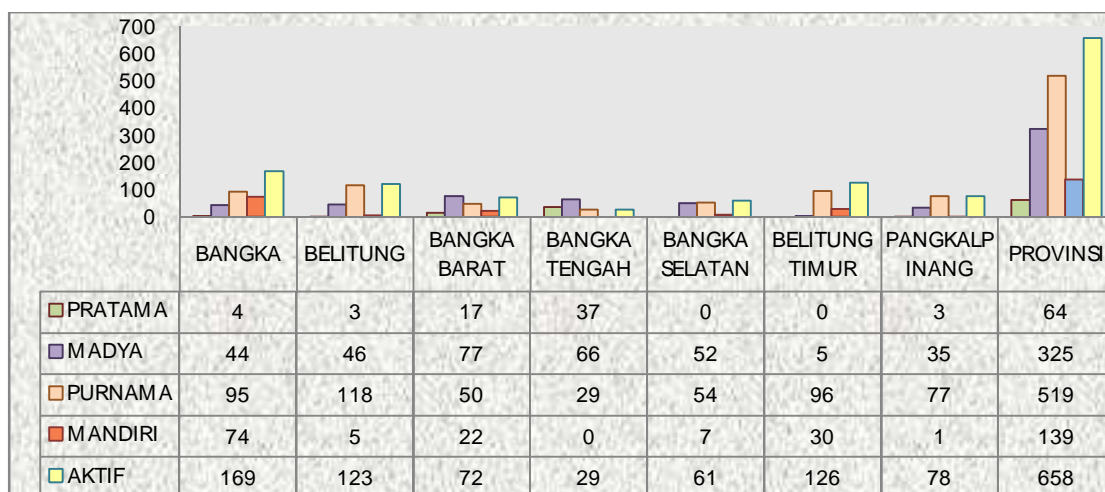 700
600
500
400
300
200
100
0
BANGKA BELITUNG BANGKA BARAT BANGKA TENGAH BANGKA SELATAN BELITUNG TIMUR PANGKALP INANG PROVINSI
PRATAMA 4 3 17 37 0 0 3 64
MADYA 44 46 77 66 52 5 35 325
PURNAMA 95 118 50 29 54 96 77 519
MANDIRI 74 5 22 0 7 30 1 139
AKTIF 169 123 72 29 61 126 78 658